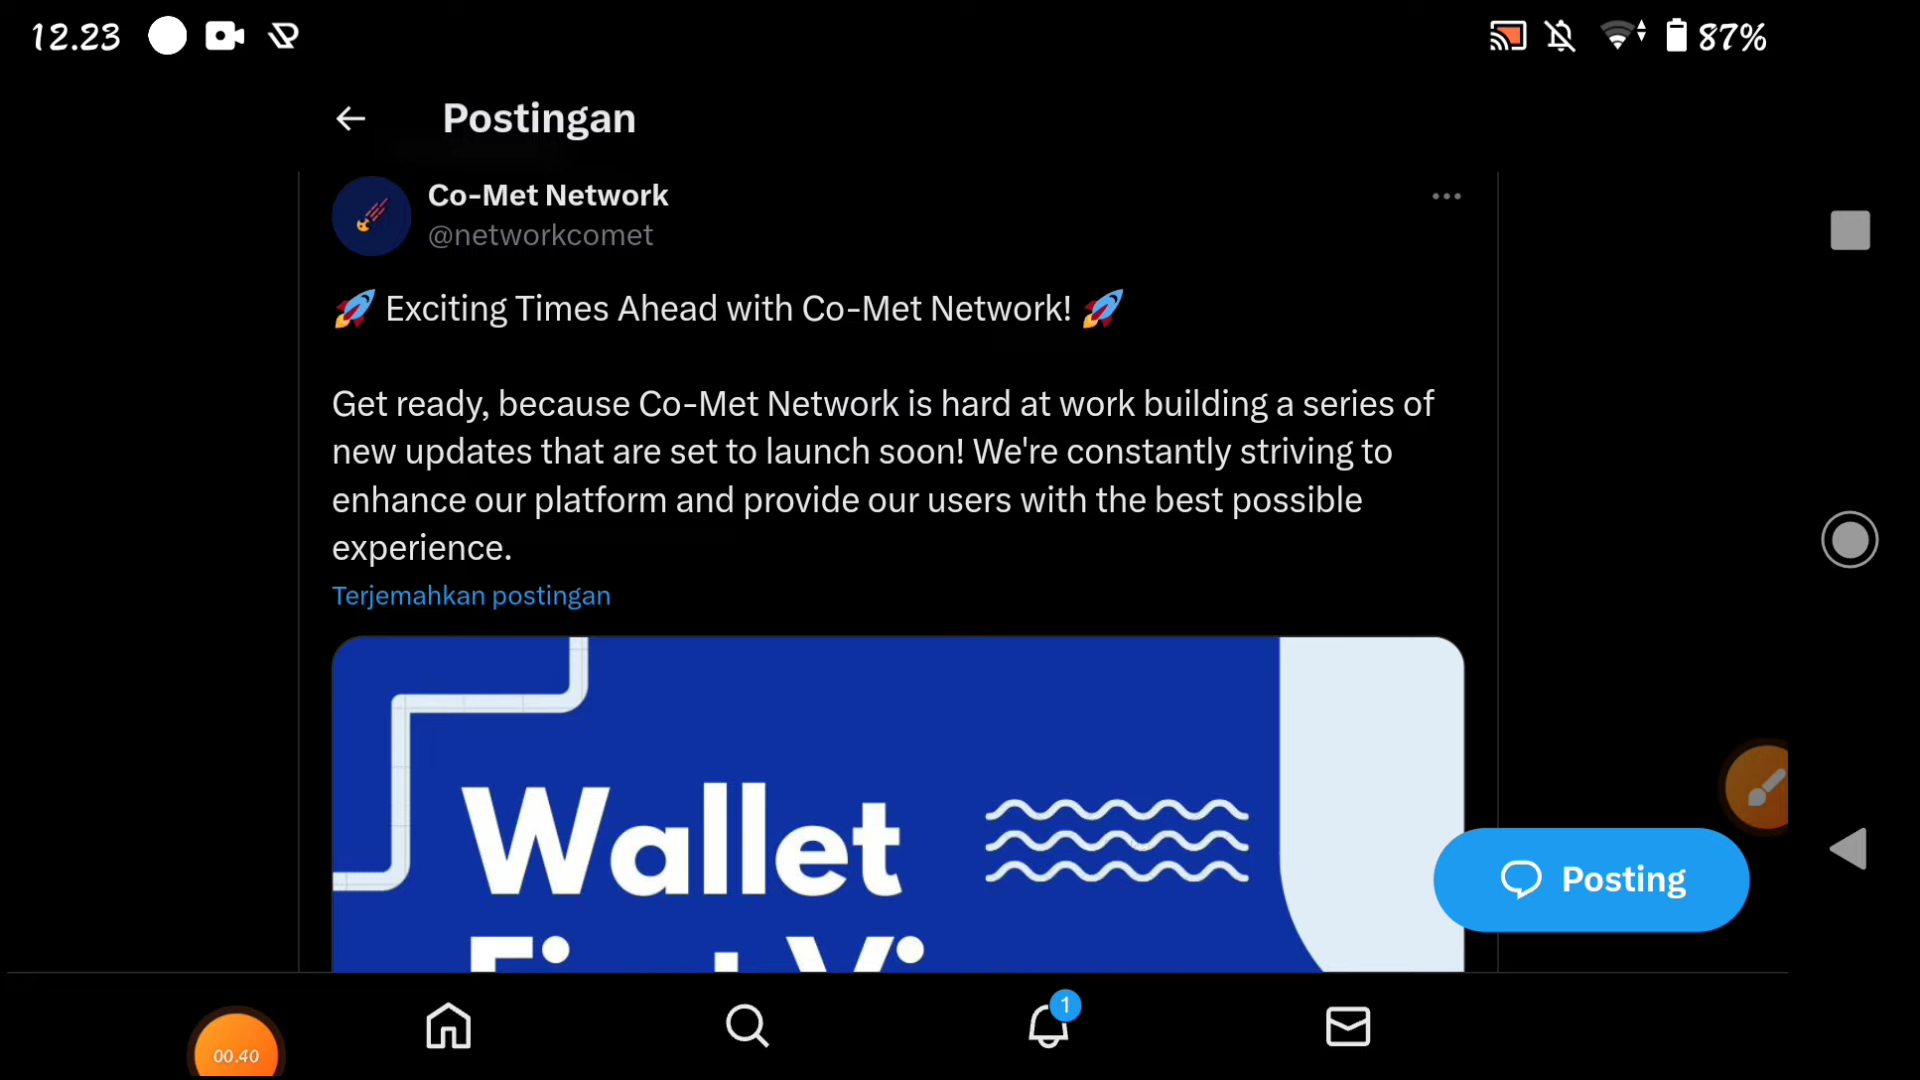 12.23
87%
Postingan
Co-Met Network
@networkcomet
🚀 Exciting Times Ahead with Co-Met Network! 🚀
Get ready, because Co-Met Network is hard at work building a series of
new updates that are set to launch soon! We're constantly striving to
enhance our platform and provide our users with the best possible
experience.
Terjemahkan postingan
Wallet
Posting
1
00.40